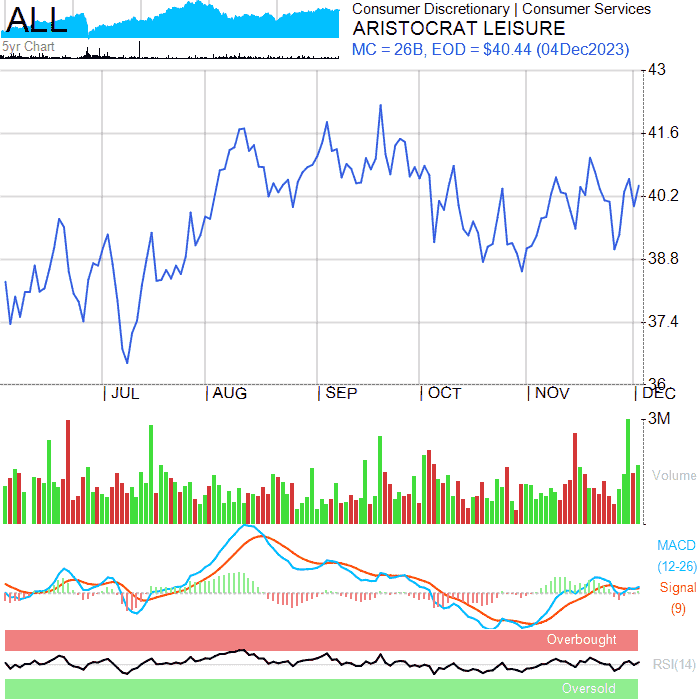 ALL
5yr Chart
Consumer Discretionary | Consumer Services
ARISTOCRAT LEISURE
MC = 26B, EOD = $40.44 (04Dec2023)
43
41.6
40.2
38.8
37.4
36
JUL
AUG
SEP
OCT
NOV
DEC
3M
Volume
MACD
(12-26)
Signal
(9)
Overbought
RSI(14)
Oversold